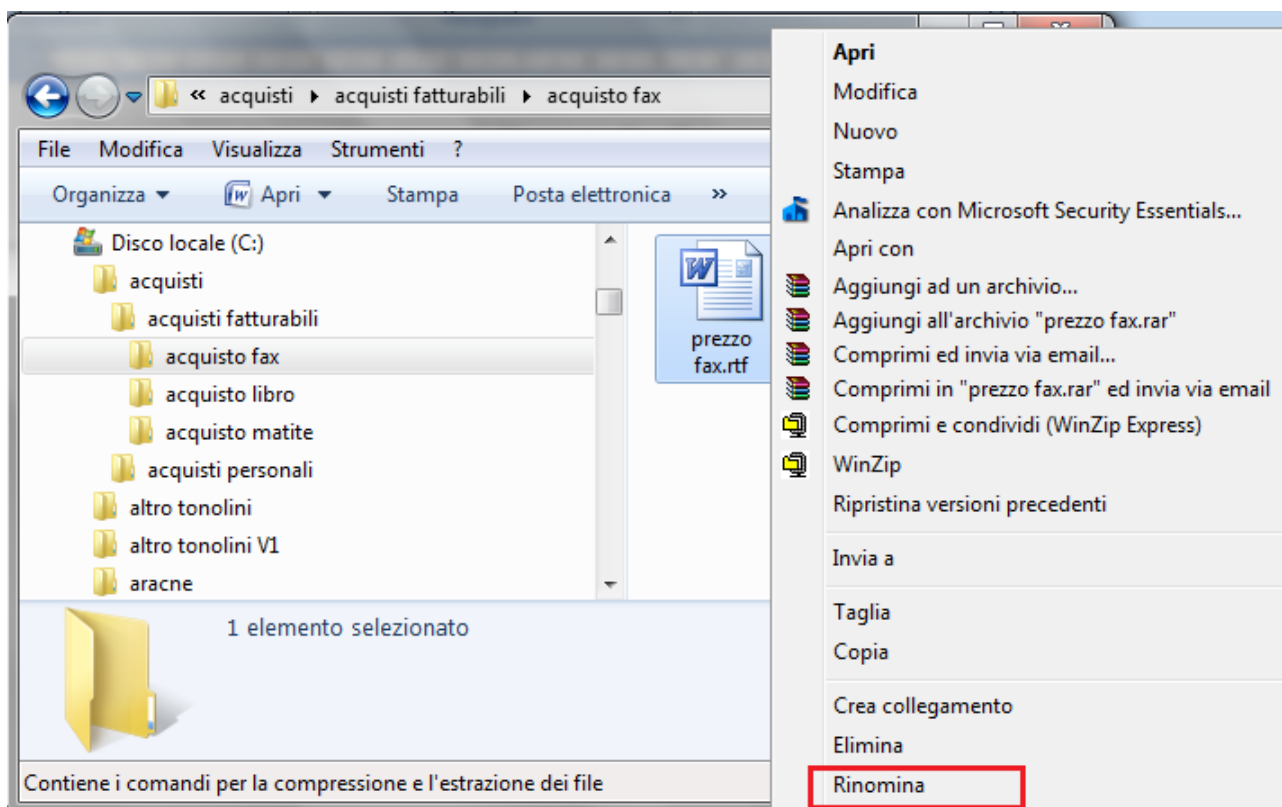 « acquisti ▸ acquisti fatturabili ▸ acquisto fax
File Modifica Visualizza Strumenti ?
Organizza ▾ Apri ▾ Stampa Posta elettronica »
Disco locale (C:)
acquisti
acquisti fatturabili
acquisto fax
acquisto libro
acquisto matite
acquisti personali
altro tonolini
altro tonolini V1
aracne
prezzo
fax.rtf
1 elemento selezionato
Contiene i comandi per la compressione e l'estrazione dei file
Apri
Modifica
Nuovo
Stampa
Analizza con Microsoft Security Essentials...
Apri con
Aggiungi ad un archivio...
Aggiungi all'archivio "prezzo fax.rar"
Comprimi ed invia via email...
Comprimi in "prezzo fax.rar" ed invia via email
Comprimi e condividi (WinZip Express)
WinZip
Ripristina versioni precedenti
Invia a
Taglia
Copia
Crea collegamento
Elimina
Rinomina